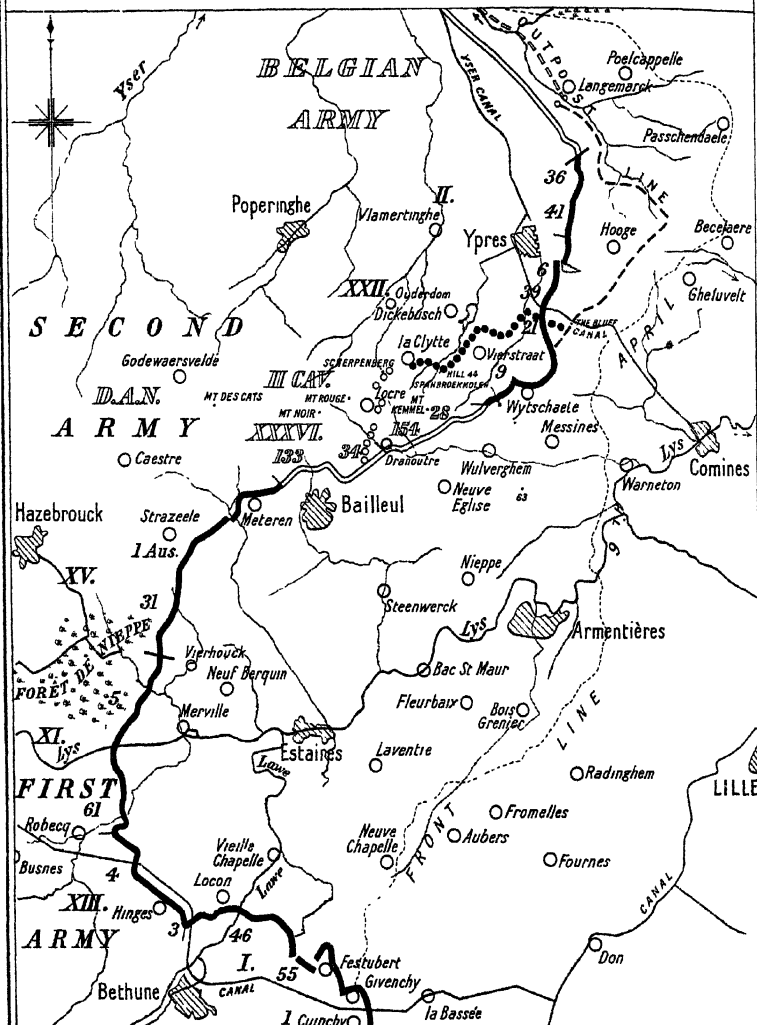 Yser
BELGIAN
ARMY
YSER CANAL
OUTPOST
LINE
Poelcappelle
Langemarck
Passchendaele
36
41
II.
Poperinghe
Vlamertinghe
Ypres
Hooge
Becelaere
6
39
XXII.
Ouderdom
Dickebusch
Gheluvelt
SECOND
21
THE BLUFF
CANAL
APRIL
la Clytte
Vierstraat
SCHERPENBERG
HILL 44
SPANBROEKMOLEN
9
Godewaersvelde
III CAV.
D.A.N.
MT DES CATS
MT ROUGE
Locre
MT
KEMMEL
28
Wytschaete
MT NOIR
ARMY
XXXVI.
154
Messines
34
133
Dranoutre
Wulverghem
Lys
Comines
Caestre
Warneton
Neuve
Eglise
63
Bailleul
Meteren
Hazebrouck
Strazeele
1 Aus.
9.4.
Nieppe
XV.
Steenwerck
31
Lys
Armentières
FORÊT DE NIEPPE
Vierhouck
Neuf Berquin
Bac St Maur
5
Fleurbaix
Bois
Grenier
Merville
XI.
Lys
Estaires
Laventie
LINE
Lawe
Radinghem
LILLE
FIRST
61
Fromelles
Robecq
FRONT
Aubers
Vieille
Chapelle
Neuve
Chapelle
Busnes
4
Fournes
Locon
Lawe
CANAL
XIII.
Hinges
3
46
ARMY
Don
I.
55
Festubert
Givenchy
Bethune
CANAL
la Bassée
1
Cuinchy